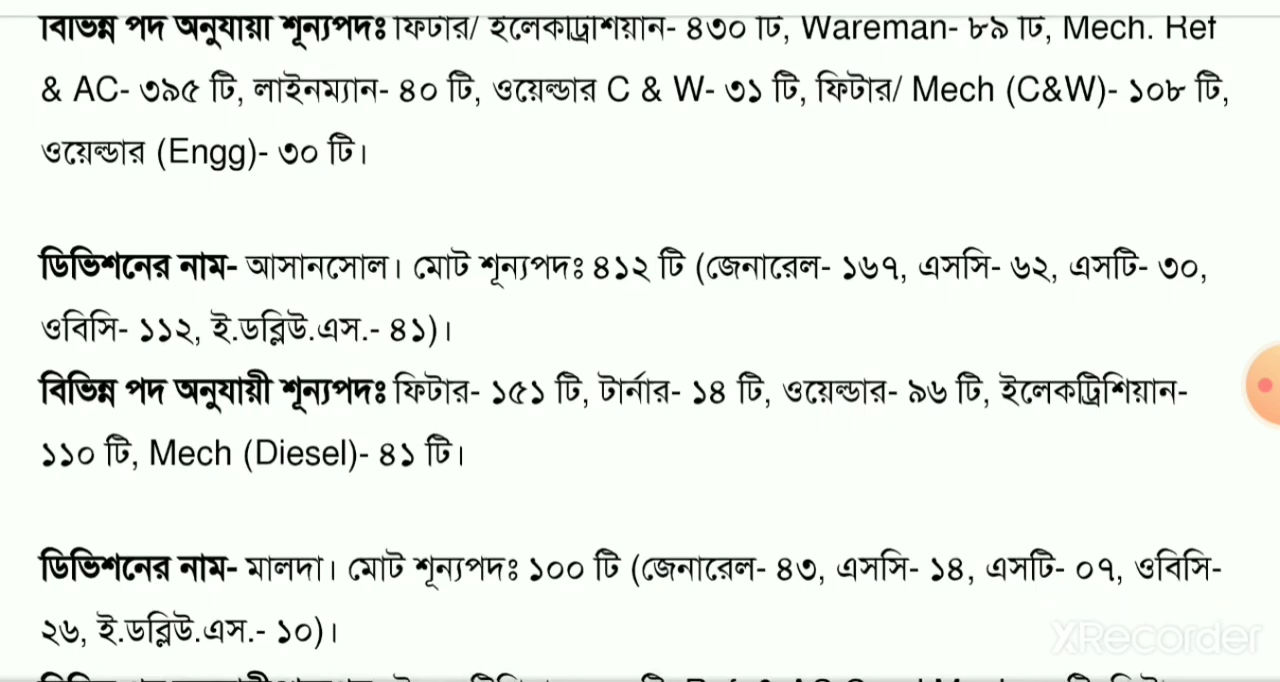 বিভিন্ন পদ অনুযায়ী শূন্যপদঃ ফিটার/ ইলেকট্রিশিয়ান- ৪৩০ টি, Wareman- ৮৯ টি, Mech. Ref
& AC- ৩৯৫ টি, লাইনম্যান- ৪০ টি, ওয়েল্ডার C & W- ৩১ টি, ফিটার/ Mech (C&W)- ১০৮ টি,
ওয়েল্ডার (Engg)- ৩০ টি।
ডিভিশনের নাম- আসানসোল। মোট শূন্যপদঃ ৪১২ টি (জেনারেল- ১৬৭, এসসি- ৬২, এসটি- ৩০,
ওবিসি- ১১২, ই.ডব্লিউ.এস.- ৪১)।
বিভিন্ন পদ অনুযায়ী শূন্যপদঃ ফিটার- ১৫১ টি, টার্নার- ১৪ টি, ওয়েল্ডার- ৯৬ টি, ইলেকট্রিশিয়ান-
১১০ টি, Mech (Diesel)- ৪১ টি।
ডিভিশনের নাম- মালদা। মোট শূন্যপদঃ ১০০ টি (জেনারেল- ৪৩, এসসি- ১৪, এসটি- ০৭, ওবিসি-
২৬, ই.ডব্লিউ.এস.- ১০)।
XRecorder